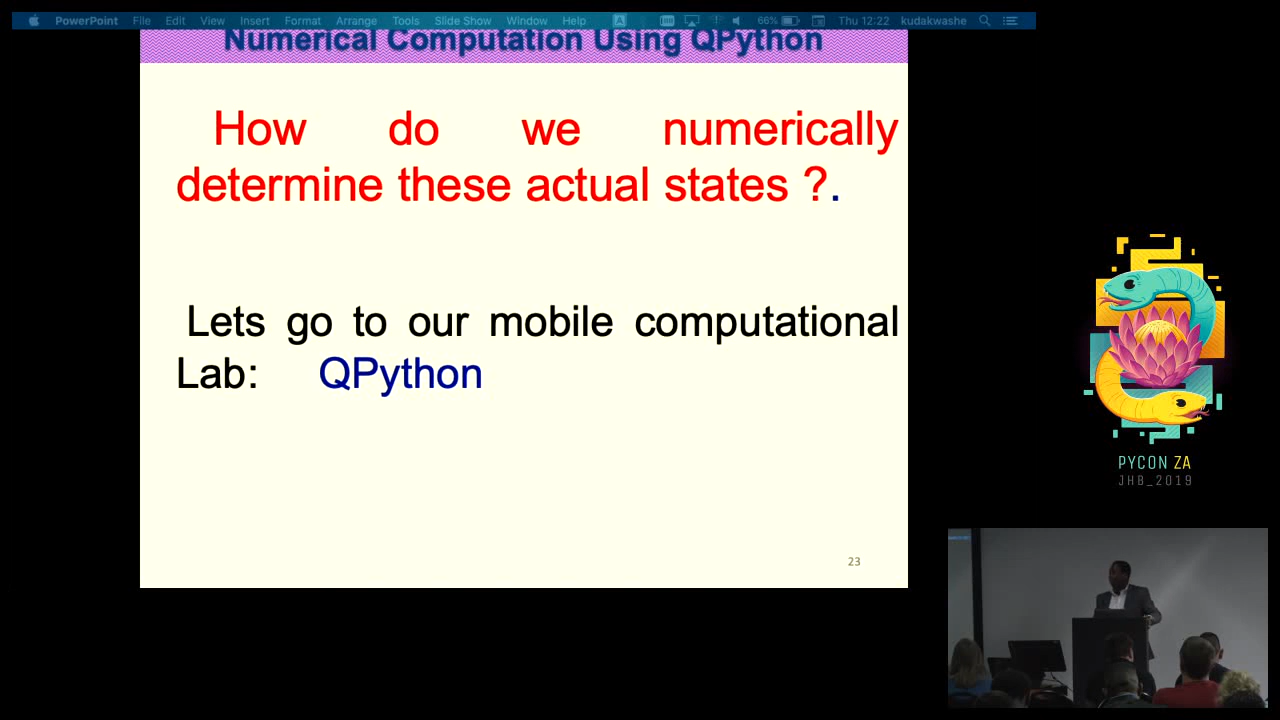 PowerPoint File Edit View Insert Format Arrange Tools Slide Show Window Help A 66% Thu 12:22 kudakwashe
Numerical Computation Using QPython
How do we numerically
determine these actual states ?.
Lets go to our mobile computational
Lab: QPython
23
PYCON ZA
JHB_2019